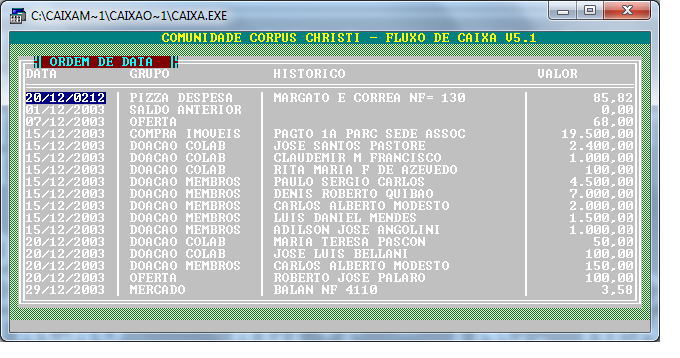 C:\CAIXAM~1\CAIXAO~1\CAIXA.EXE
COMUNIDADE CORPUS CHRISTI - FLUXO DE CAIXA V5.1
ORDEM DE DATA
DATA GRUPO HISTORICO VALOR
20/12/0212 PIZZA DESPESA MARGATO E CORREA NF= 130 85,82
01/12/2003 SALDO ANTERIOR 0,00
07/12/2003 OFERTA 68,00
15/12/2003 COMPRA IMOVEIS PAGTO 1A PARC SEDE ASSOC 19.500,00
15/12/2003 DOACAO COLAB JOSE SANTOS PASTORE 2.400,00
15/12/2003 DOACAO COLAB CLAUDEMIR M FRANCISCO 1.000,00
15/12/2003 DOACAO COLAB RITA MARIA F DE AZEVEDO 100,00
15/12/2003 DOACAO MEMBROS PAULO SERGIO CARLOS 4.500,00
15/12/2003 DOACAO MEMBROS DENIS ROBERTO QUIBAO 7.000,00
15/12/2003 DOACAO MEMBROS CARLOS ALBERTO MODESTO 2.000,00
15/12/2003 DOACAO MEMBROS LUIS DANIEL MENDES 1.500,00
15/12/2003 DOACAO MEMBROS ADILSON JOSE ANGOLINI 1.000,00
20/12/2003 DOACAO COLAB MARIA TERESA PASCON 50,00
20/12/2003 DOACAO COLAB JOSE LUIS BELLANI 100,00
20/12/2003 DOACAO MEMBROS CARLOS ALBERTO MODESTO 150,00
20/12/2003 OFERTA ROBERTO JOSE PALARO 100,00
29/12/2003 MERCADO BALAN NF 4110 3,58